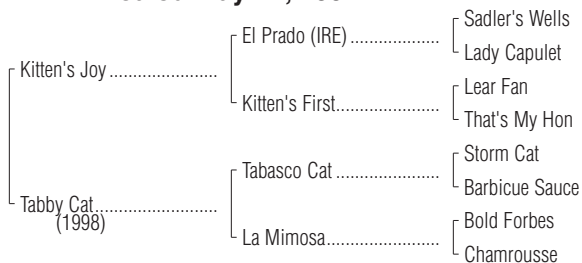 Sadler's Wells
El Prado (IRE)
Lady Capulet
Kitten's Joy
Lear Fan
Kitten's First
That's My Hon
Storm Cat
Tabasco Cat
Barbicue Sauce
Tabby Cat
(1998)
Bold Forbes
La Mimosa
Chamrousse